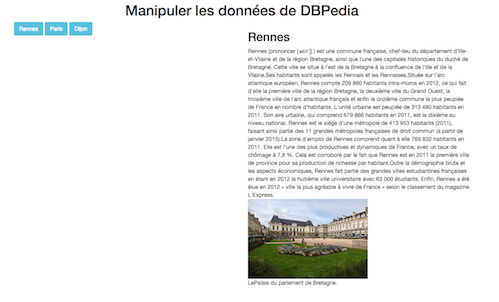 Manipuler les données de DBPedia
Rennes Paris Dijon
Rennes
Rennes (prononcer [ʁɛn]) ) est une commune française, chef-lieu du département d'Ille-
et-Vilaine et de la région Bretagne, ainsi que l'une des capitales historiques du duché de
Bretagne. Cette ville se situe à l'est de la Bretagne à la confluence de l'Ille et de la
Vilaine.Ses habitants sont appelés les Rennais et les Rennaises.Située sur l'arc
atlantique européen, Rennes compte 209 860 habitants intra-muros en 2012, ce qui fait
d'elle la première ville de la région Bretagne, la deuxième ville du Grand Ouest, la
troisième ville de l'arc atlantique français et enfin la onzième commune la plus peuplée
de France en nombre d'habitants. L'unité urbaine est peuplée de 313 480 habitants en
2011. Son aire urbaine, qui comprend 679 866 habitants en 2011, est la dixième au
niveau national. Rennes est le siège d'une métropole de 413 953 habitants (2011),
faisant ainsi partie des 11 grandes métropoles françaises de droit commun (à partir de
janvier 2015).La zone d'emploi de Rennes comprend quant à elle 769 832 habitants en
2011. Elle est l'une des plus productives et dynamiques de France, avec un taux de
chômage à 7,8 %. Cela est corroboré par le fait que Rennes est en 2011 la première ville
de province pour sa production de richesse par habitant.Outre la démographie brute et
les aspects économiques, Rennes fait partie des grandes villes estudiantines françaises
en étant en 2012 la huitième ville universitaire avec 63 000 étudiants. Enfin, Rennes a été
élue en 2012 « ville la plus agréable à vivre de France » selon le classement du magazine
L'Express.
LePalais du parlement de Bretagne.